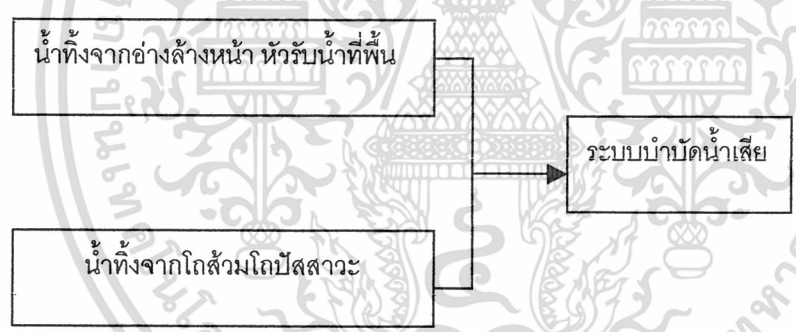 น้ำทิ้งจากอ่างล้างหน้า หัวรับน้ำที่พื้น
ระบบบำบัดน้ำเสีย
น้ำทิ้งจากโถส้วมโถปัสสาวะ